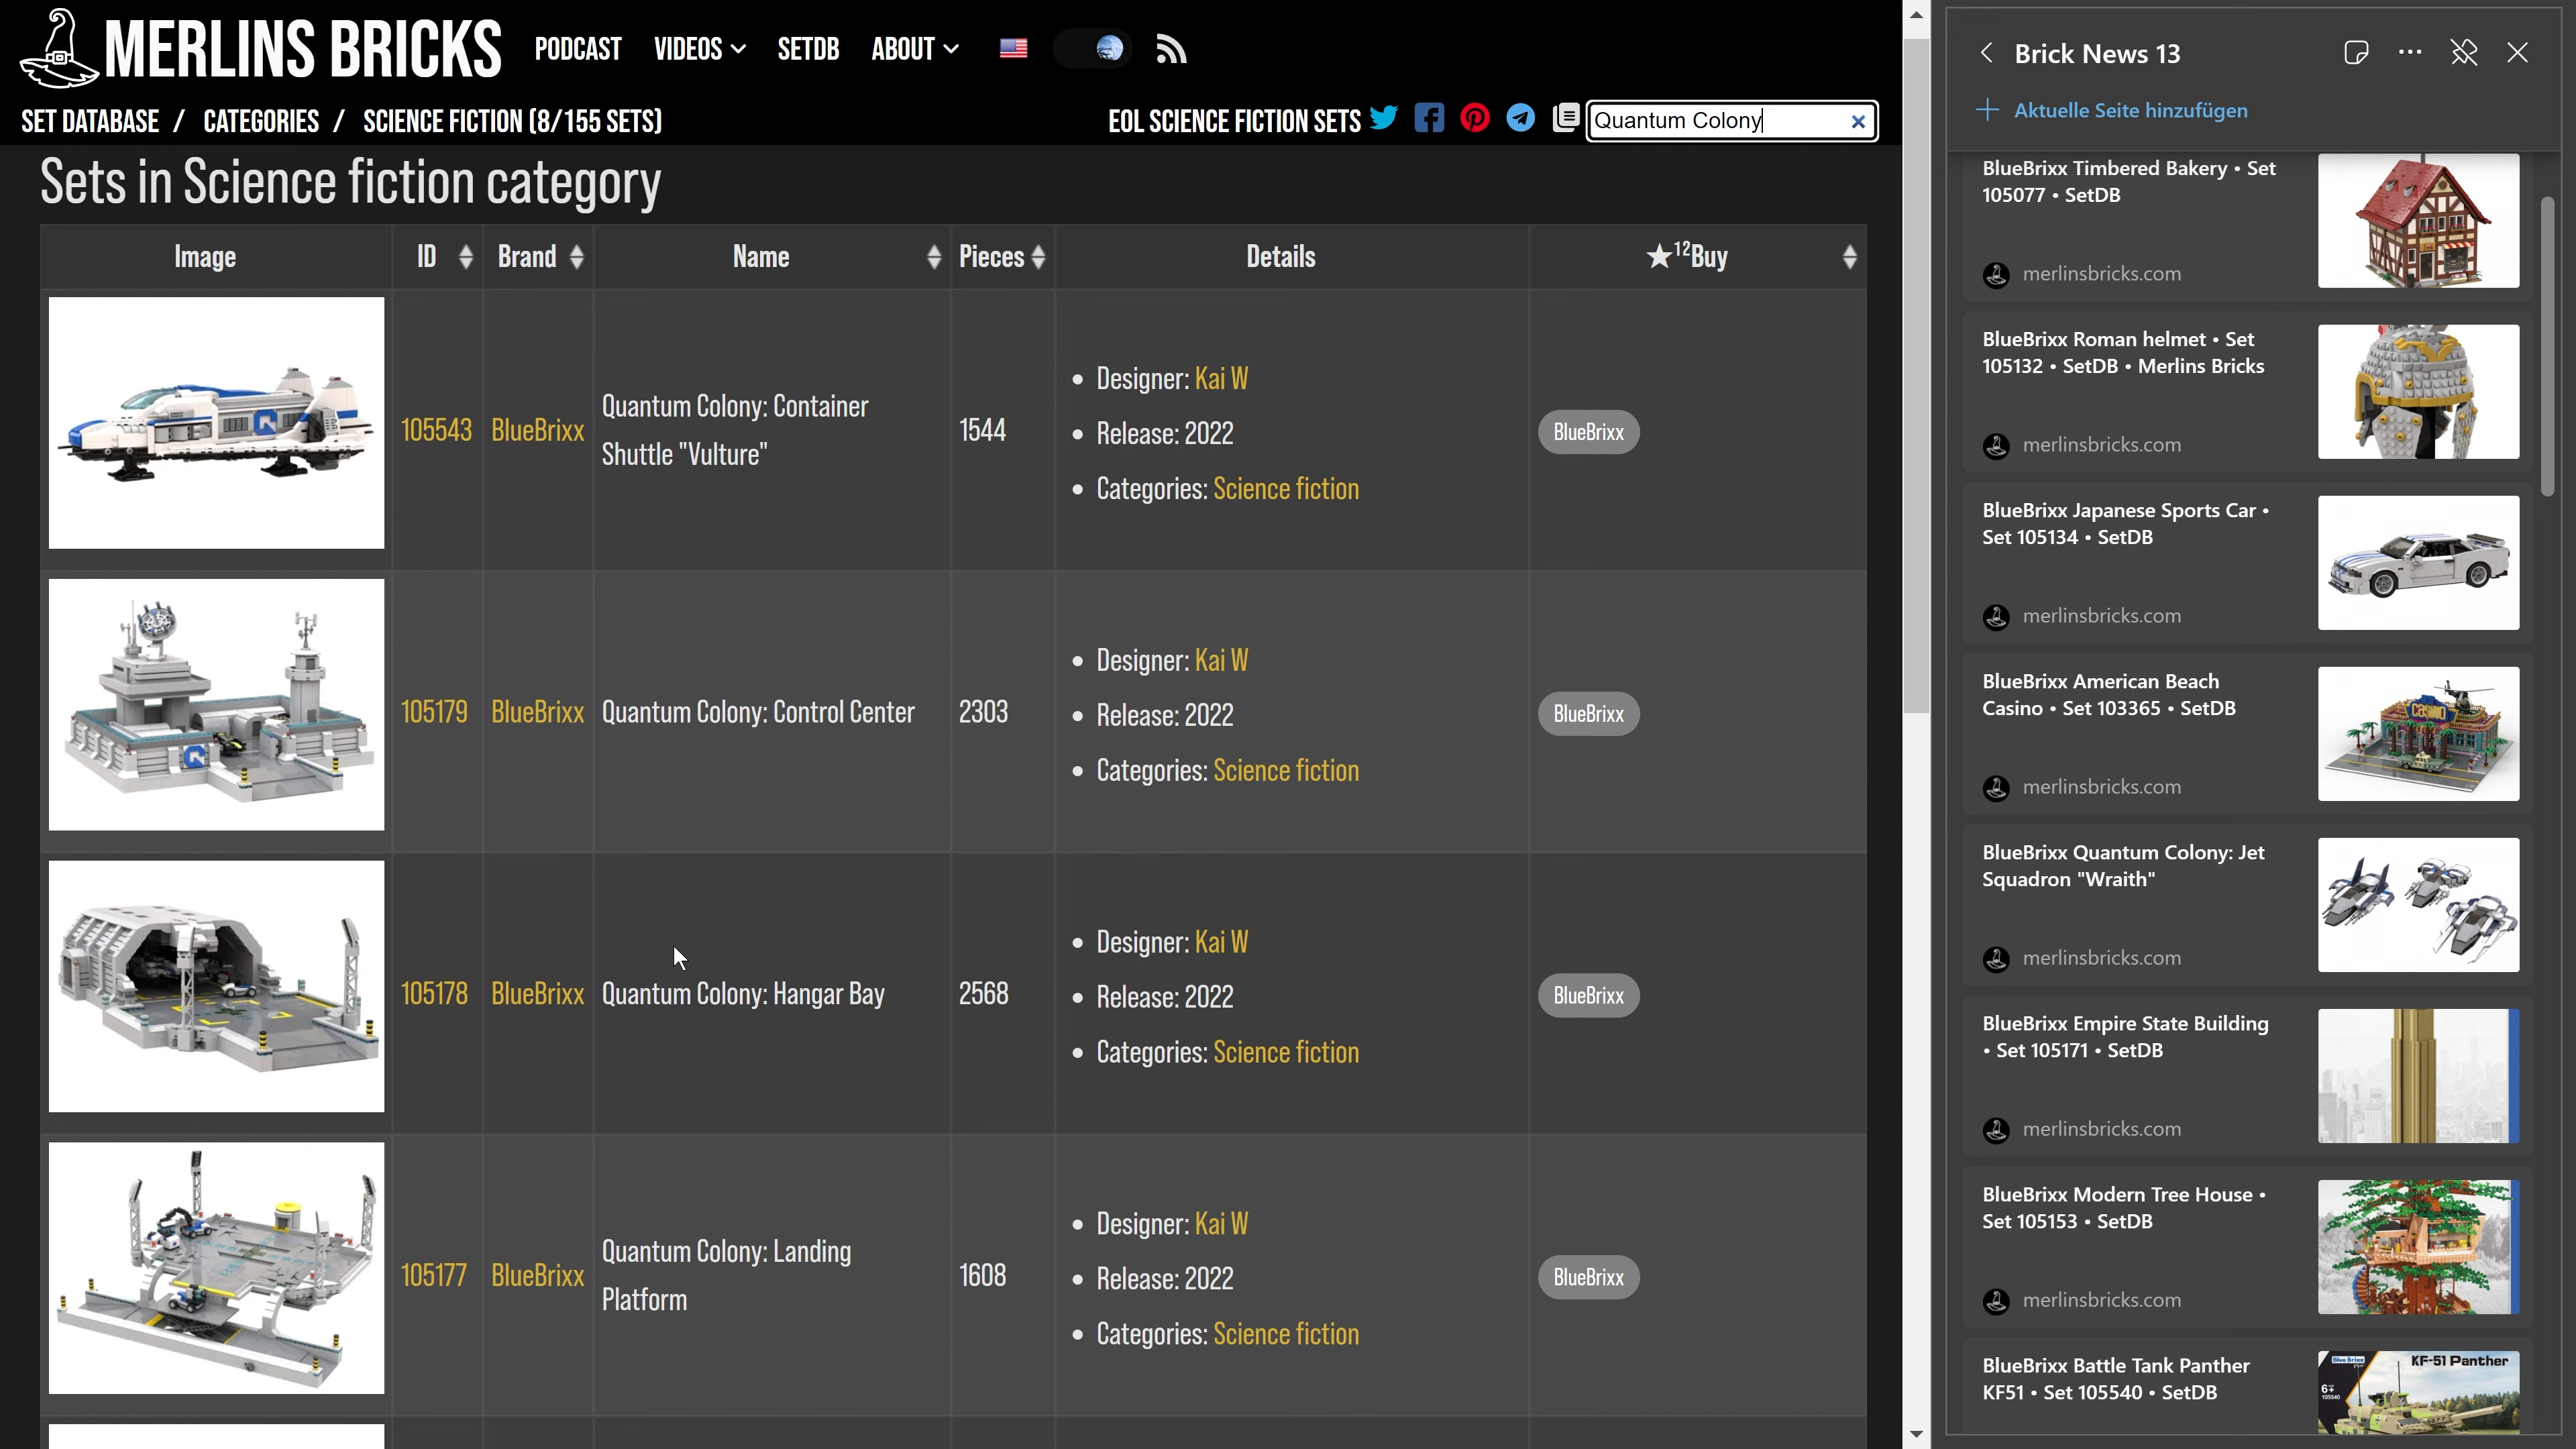 MERLINS BRICKS
PODCAST VIDEOS SETDB ABOUT
SET DATABASE / CATEGORIES / SCIENCE FICTION (8/155 SETS)
EOL SCIENCE FICTION SETS
Quantum Colony
Sets in Science fiction category
Image ID Brand Name Pieces Details ★12Buy
105543 BlueBrixx Quantum Colony: Container
Shuttle "Vulture"
1544
• Designer: Kai W
• Release: 2022
• Categories: Science fiction
BlueBrixx
105179 BlueBrixx Quantum Colony: Control Center 2303
• Designer: Kai W
• Release: 2022
• Categories: Science fiction
BlueBrixx
105178 BlueBrixx Quantum Colony: Hangar Bay 2568
• Designer: Kai W
• Release: 2022
• Categories: Science fiction
BlueBrixx
105177 BlueBrixx Quantum Colony: Landing
Platform
1608
• Designer: Kai W
• Release: 2022
• Categories: Science fiction
BlueBrixx
Brick News 13
Aktuelle Seite hinzufügen
BlueBrixx Timbered Bakery • Set
105077 • SetDB
merlinsbricks.com
BlueBrixx Roman helmet • Set
105132 • SetDB • Merlins Bricks
merlinsbricks.com
BlueBrixx Japanese Sports Car •
Set 105134 • SetDB
merlinsbricks.com
BlueBrixx American Beach
Casino • Set 103365 • SetDB
CASINO
merlinsbricks.com
BlueBrixx Quantum Colony: Jet
Squadron "Wraith"
merlinsbricks.com
BlueBrixx Empire State Building
• Set 105171 • SetDB
merlinsbricks.com
BlueBrixx Modern Tree House •
Set 105153 • SetDB
merlinsbricks.com
BlueBrixx Battle Tank Panther
KF51 • Set 105540 • SetDB
Blue Brixx
KF-51 Panther
6+
105540